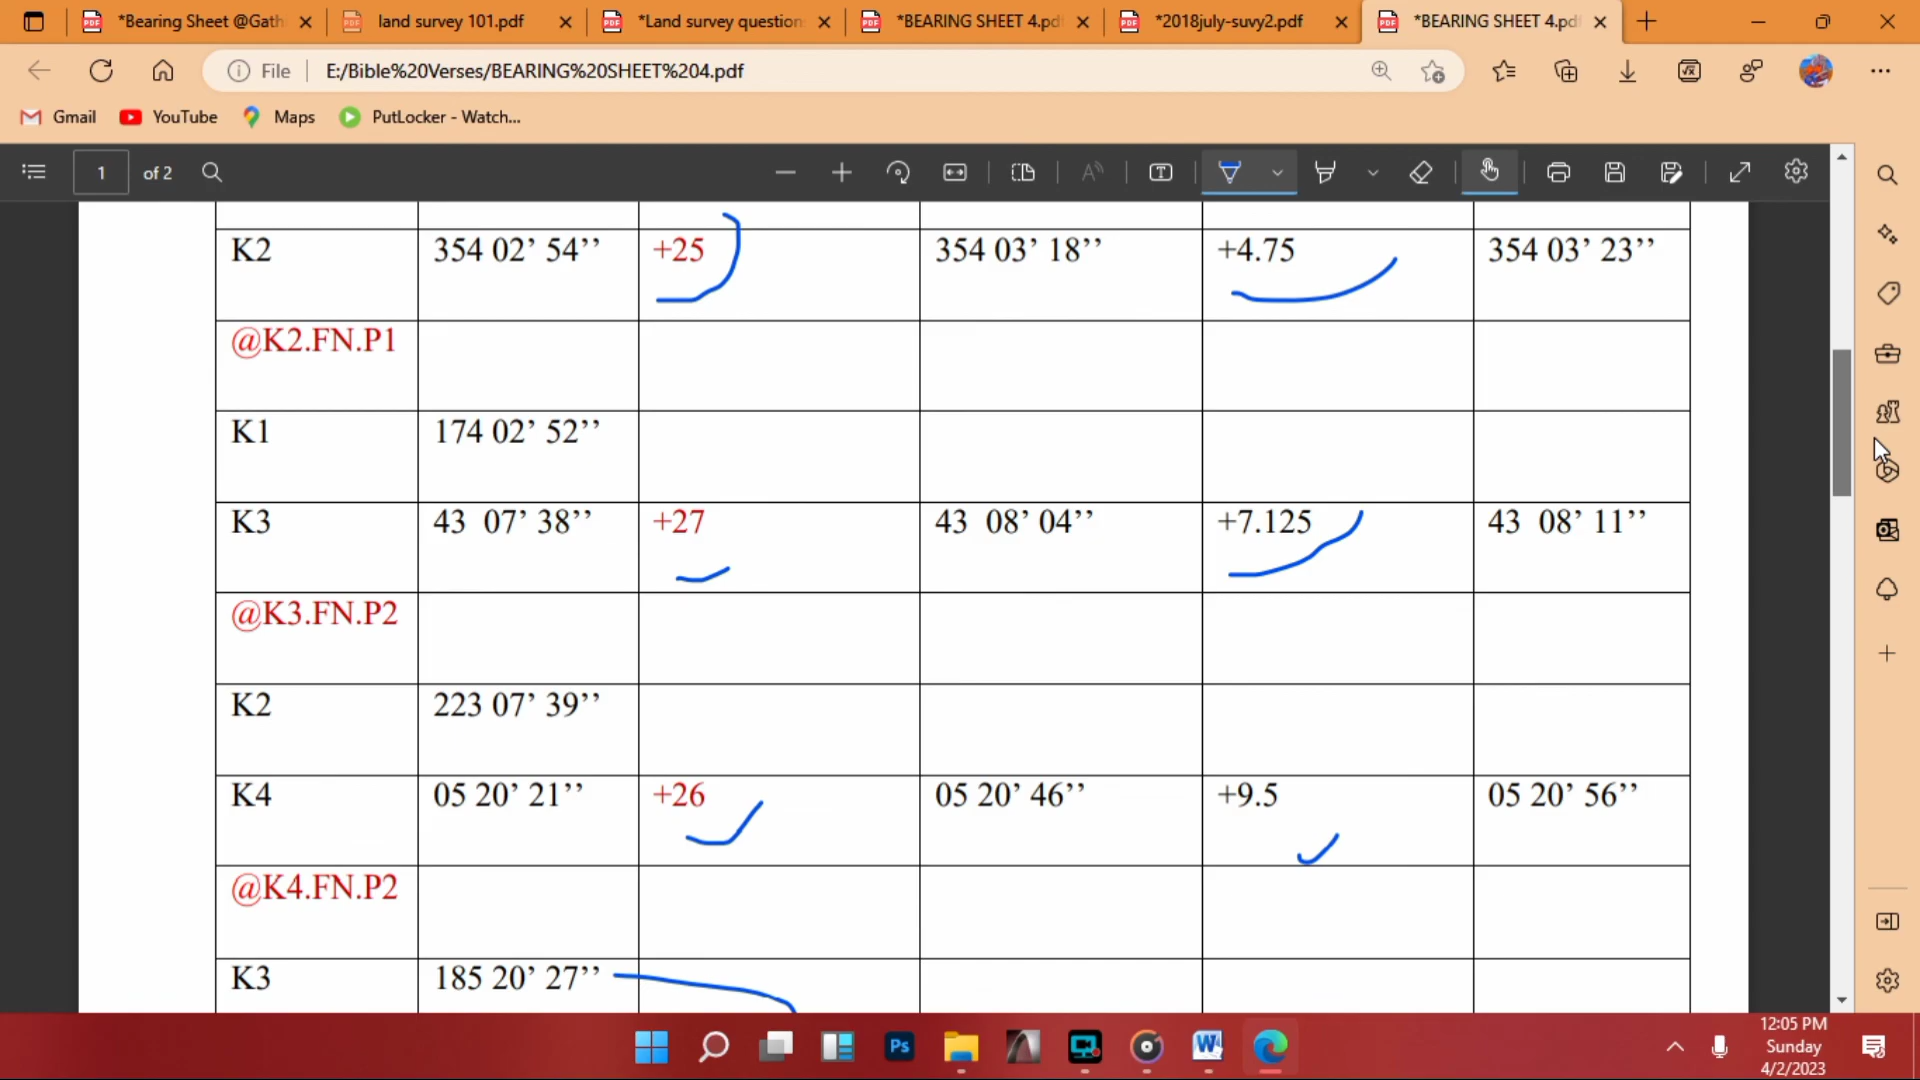 *Bearing Sheet @Gath
land survey 101.pdf
*Land survey question
*BEARING SHEET 4.pd
*2018july-suvy2.pdf
*BEARING SHEET 4.pd
File
E:/Bible%20Verses/BEARING%20SHEET%204.pdf
Gmail
YouTube
Maps
PutLocker - Watch...
1 of 2
K2 354 02’ 54’’ +25 354 03’ 18’’ +4.75 354 03’ 23’’
@K2.FN.P1
K1 174 02’ 52’’
K3 43 07’ 38’’ +27 43 08’ 04’’ +7.125 43 08’ 11’’
@K3.FN.P2
K2 223 07’ 39’’
K4 05 20’ 21’’ +26 05 20’ 46’’ +9.5 05 20’ 56’’
@K4.FN.P2
K3 185 20’ 27’’
12:05 PM
Sunday
4/2/2023